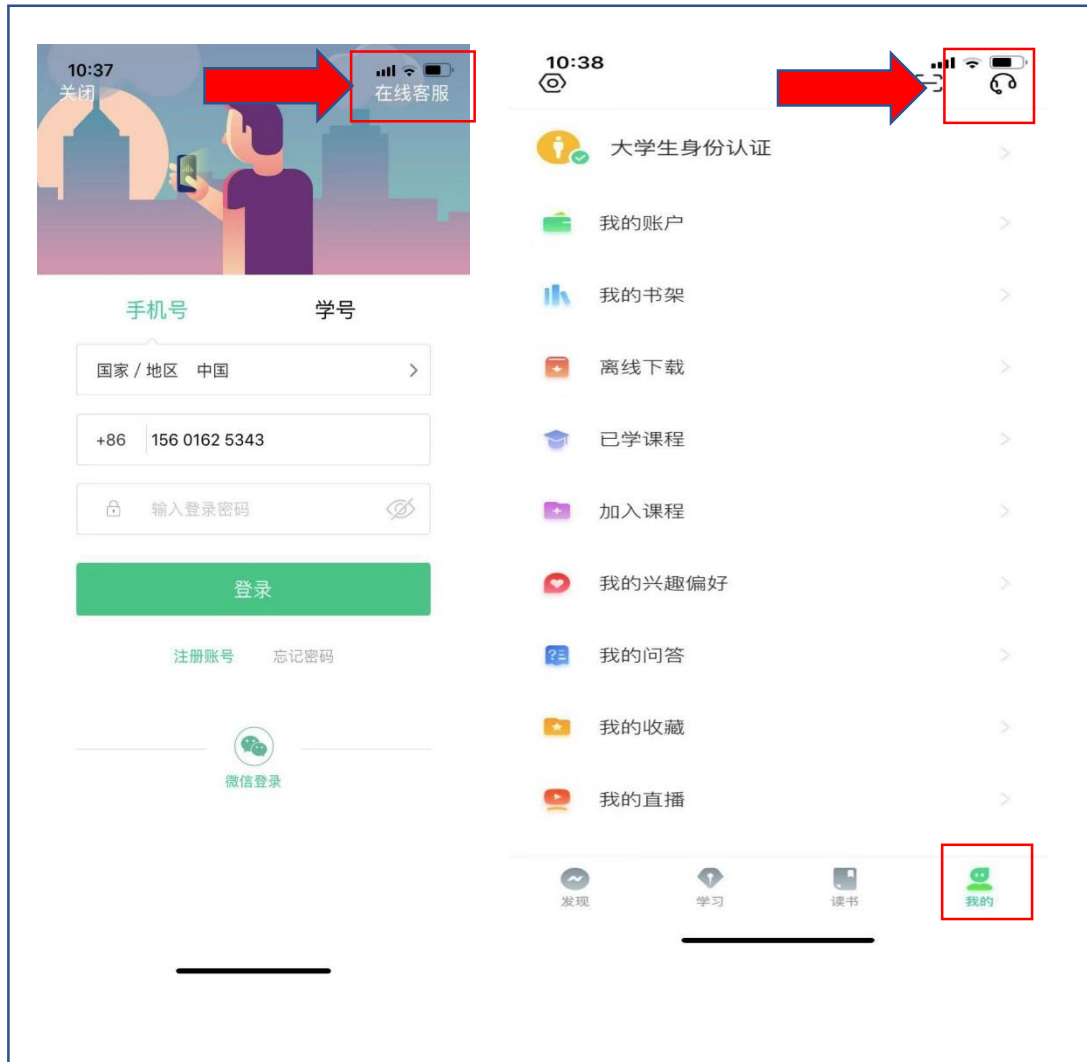 10:37
关闭
在线客服
手机号 学号
国家 / 地区 中国
+86 156 0162 5343
输入登录密码
登录
注册账号 忘记密码
微信登录
10:38
大学生身份认证
我的账户
我的书架
离线下载
已学课程
加入课程
我的兴趣偏好
我的问答
我的收藏
我的直播
发现 学习 读书 我的